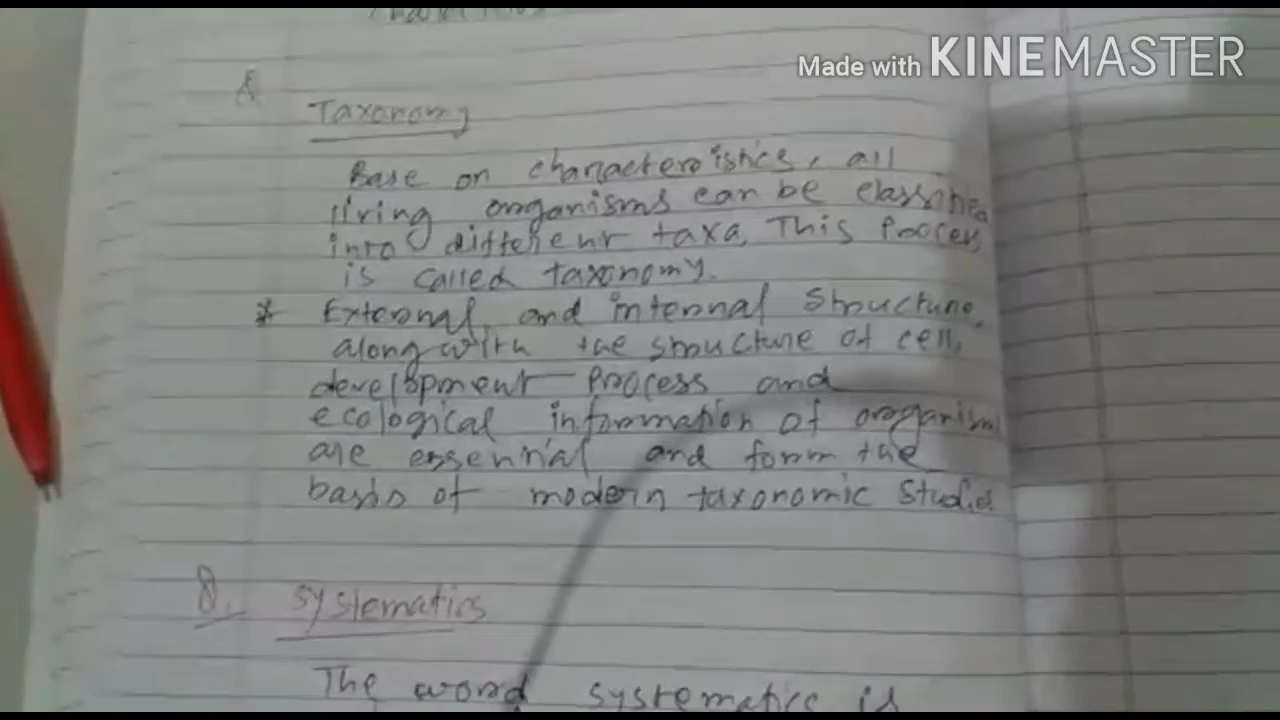 Made with KINEMASTER
Q
Taxonomy
Base on characteristics, all
living organisms can be classified
into different taxa. This process
is called taxonomy.
* External, and internal structure,
along with the structure of cell,
development process and
ecological information of organism
are essential and form the
basis of modern taxonomic studies
Q. Systematics
The word systematics is